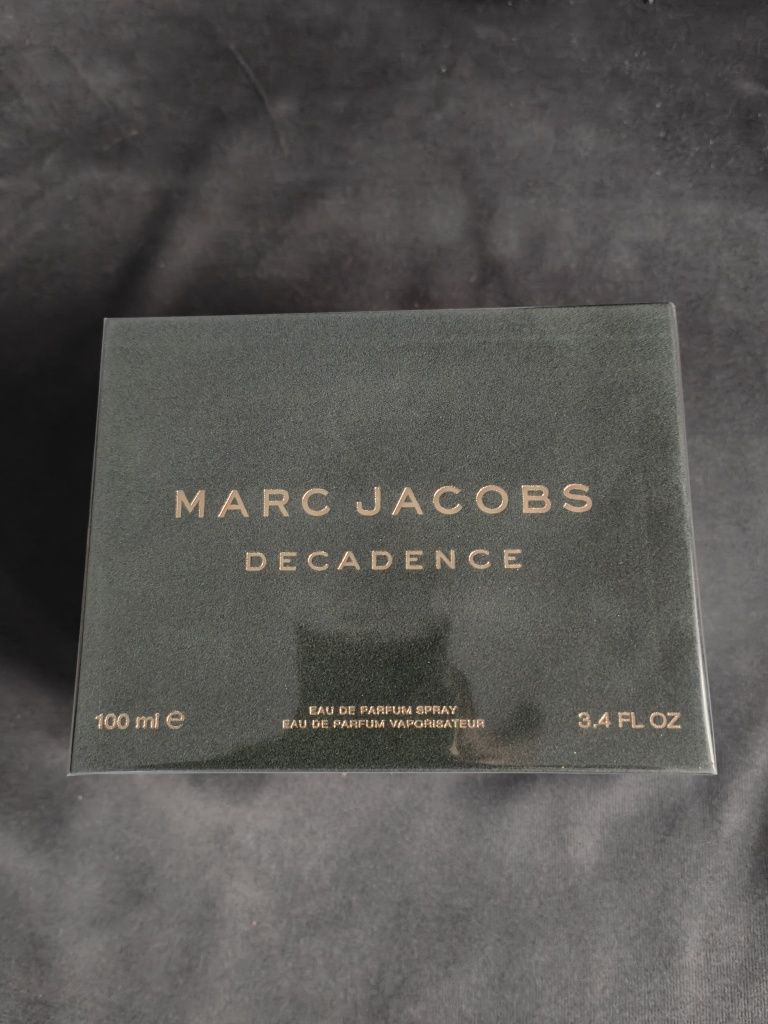 MARC JACOBS
DECADENCE
EAU DE PARFUM SPRAY
100 ml ℮ EAU DE PARFUM VAPORISATEUR 3.4 FL OZ